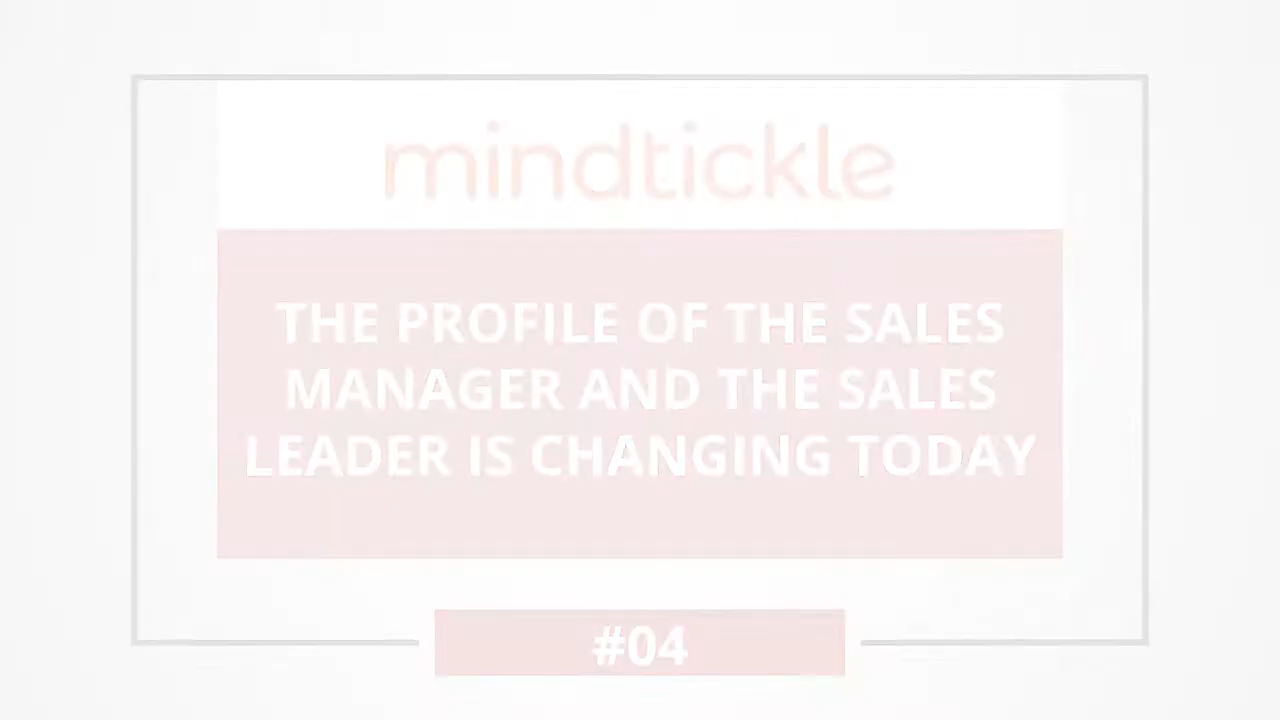 mindtickle
THE PROFILE OF THE SALES
MANAGER AND THE SALES
LEADER IS CHANGING TODAY
#04